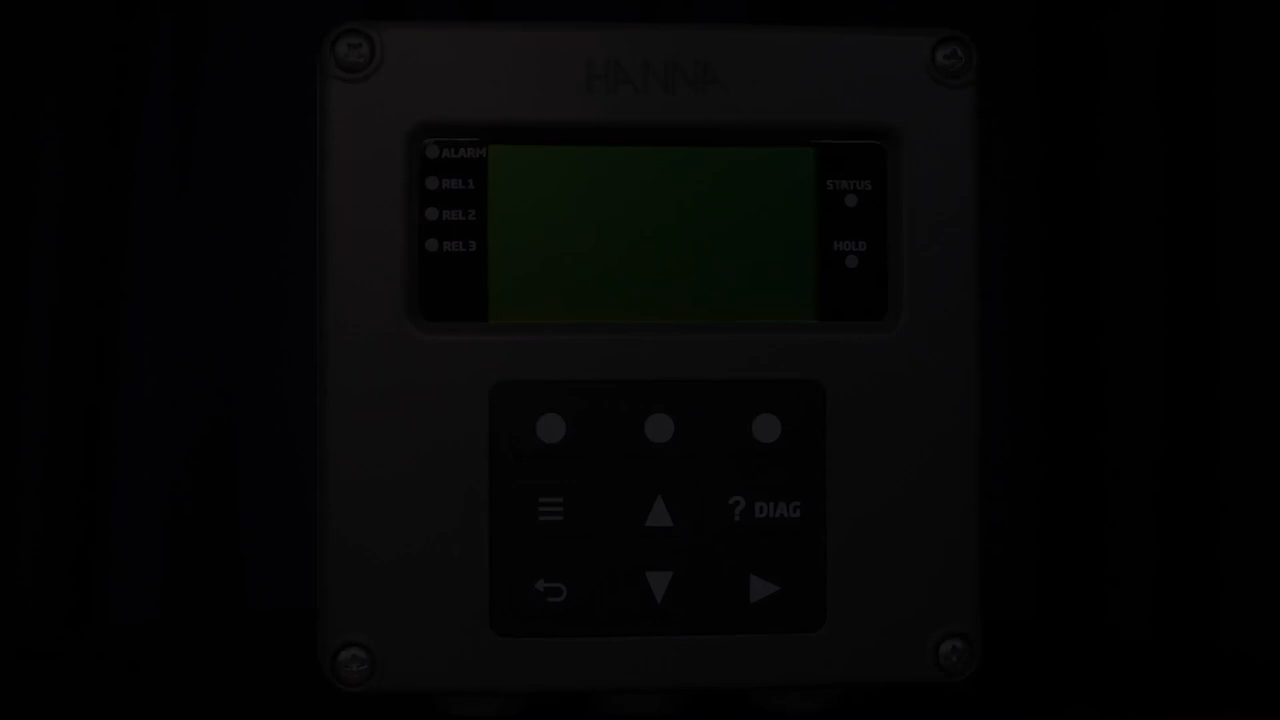 HANNA
ALARM
REL 1
REL 2
REL 3
STATUS
HOLD
? DIAG